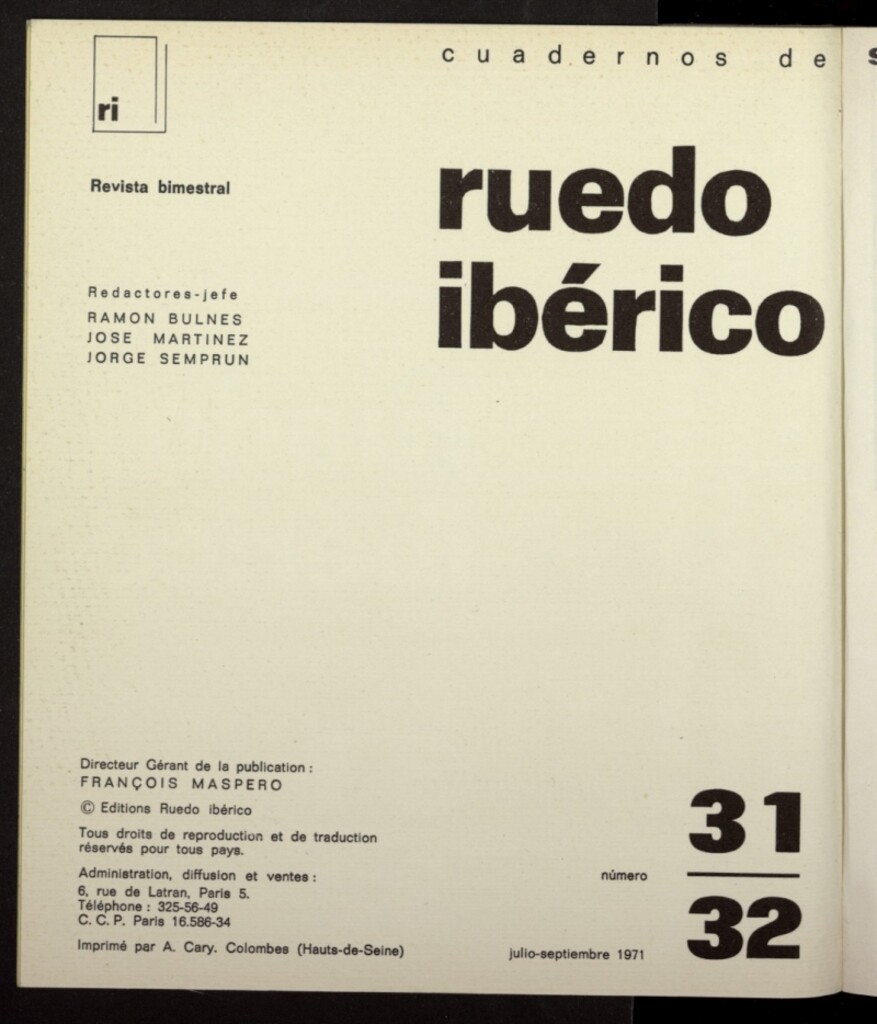 cuadernos de
ri
Revista bimestral
ruedo
ibérico
Redactores-jefe
RAMON BULNES
JOSE MARTINEZ
JORGE SEMPRUN
Directeur Gérant de la publication :
FRANÇOIS MASPERO
© Editions Ruedo ibérico
Tous droits de reproduction et de traduction
réservés pour tous pays.
Administration, diffusion et ventes :
6, rue de Latran, Paris 5.
Téléphone : 325-56-49
C. C. P. Paris 16.586-34
Imprimé par A. Cary. Colombes (Hauts-de-Seine)
31
número
32
julio-septiembre 1971